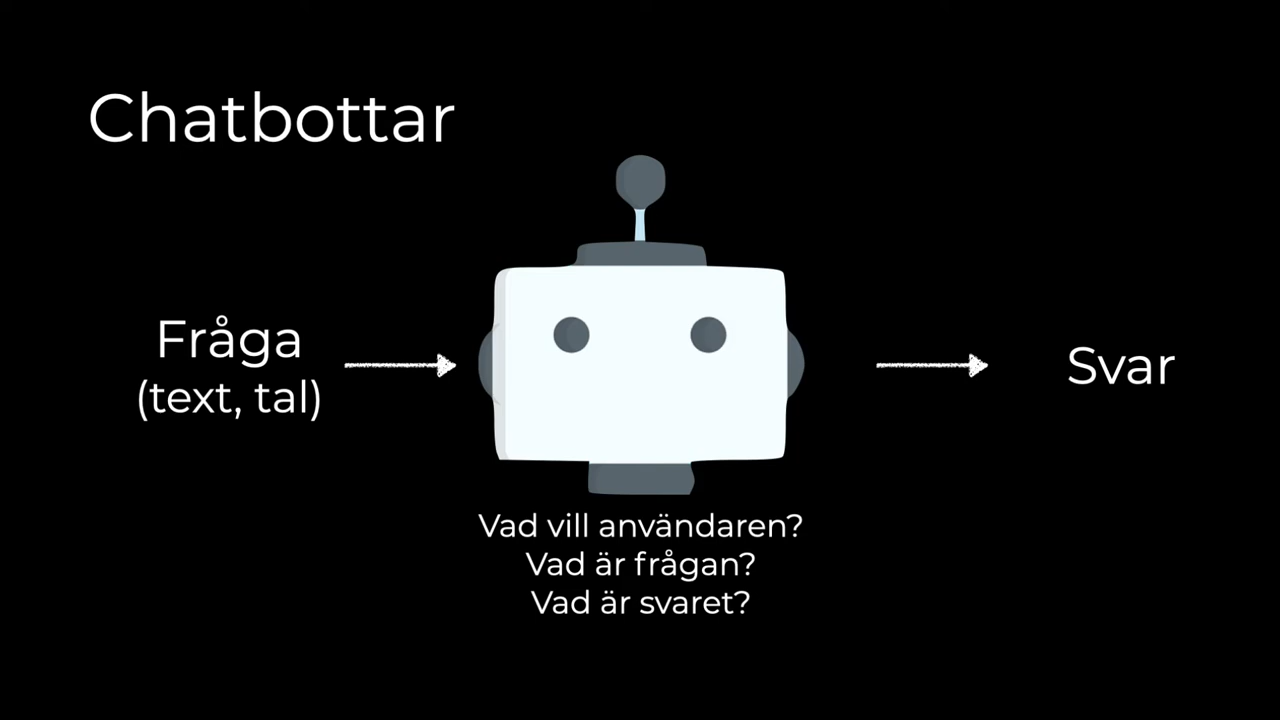 Chatbottar
Fråga
(text, tal)
Svar
Vad vill användaren?
Vad är frågan?
Vad är svaret?